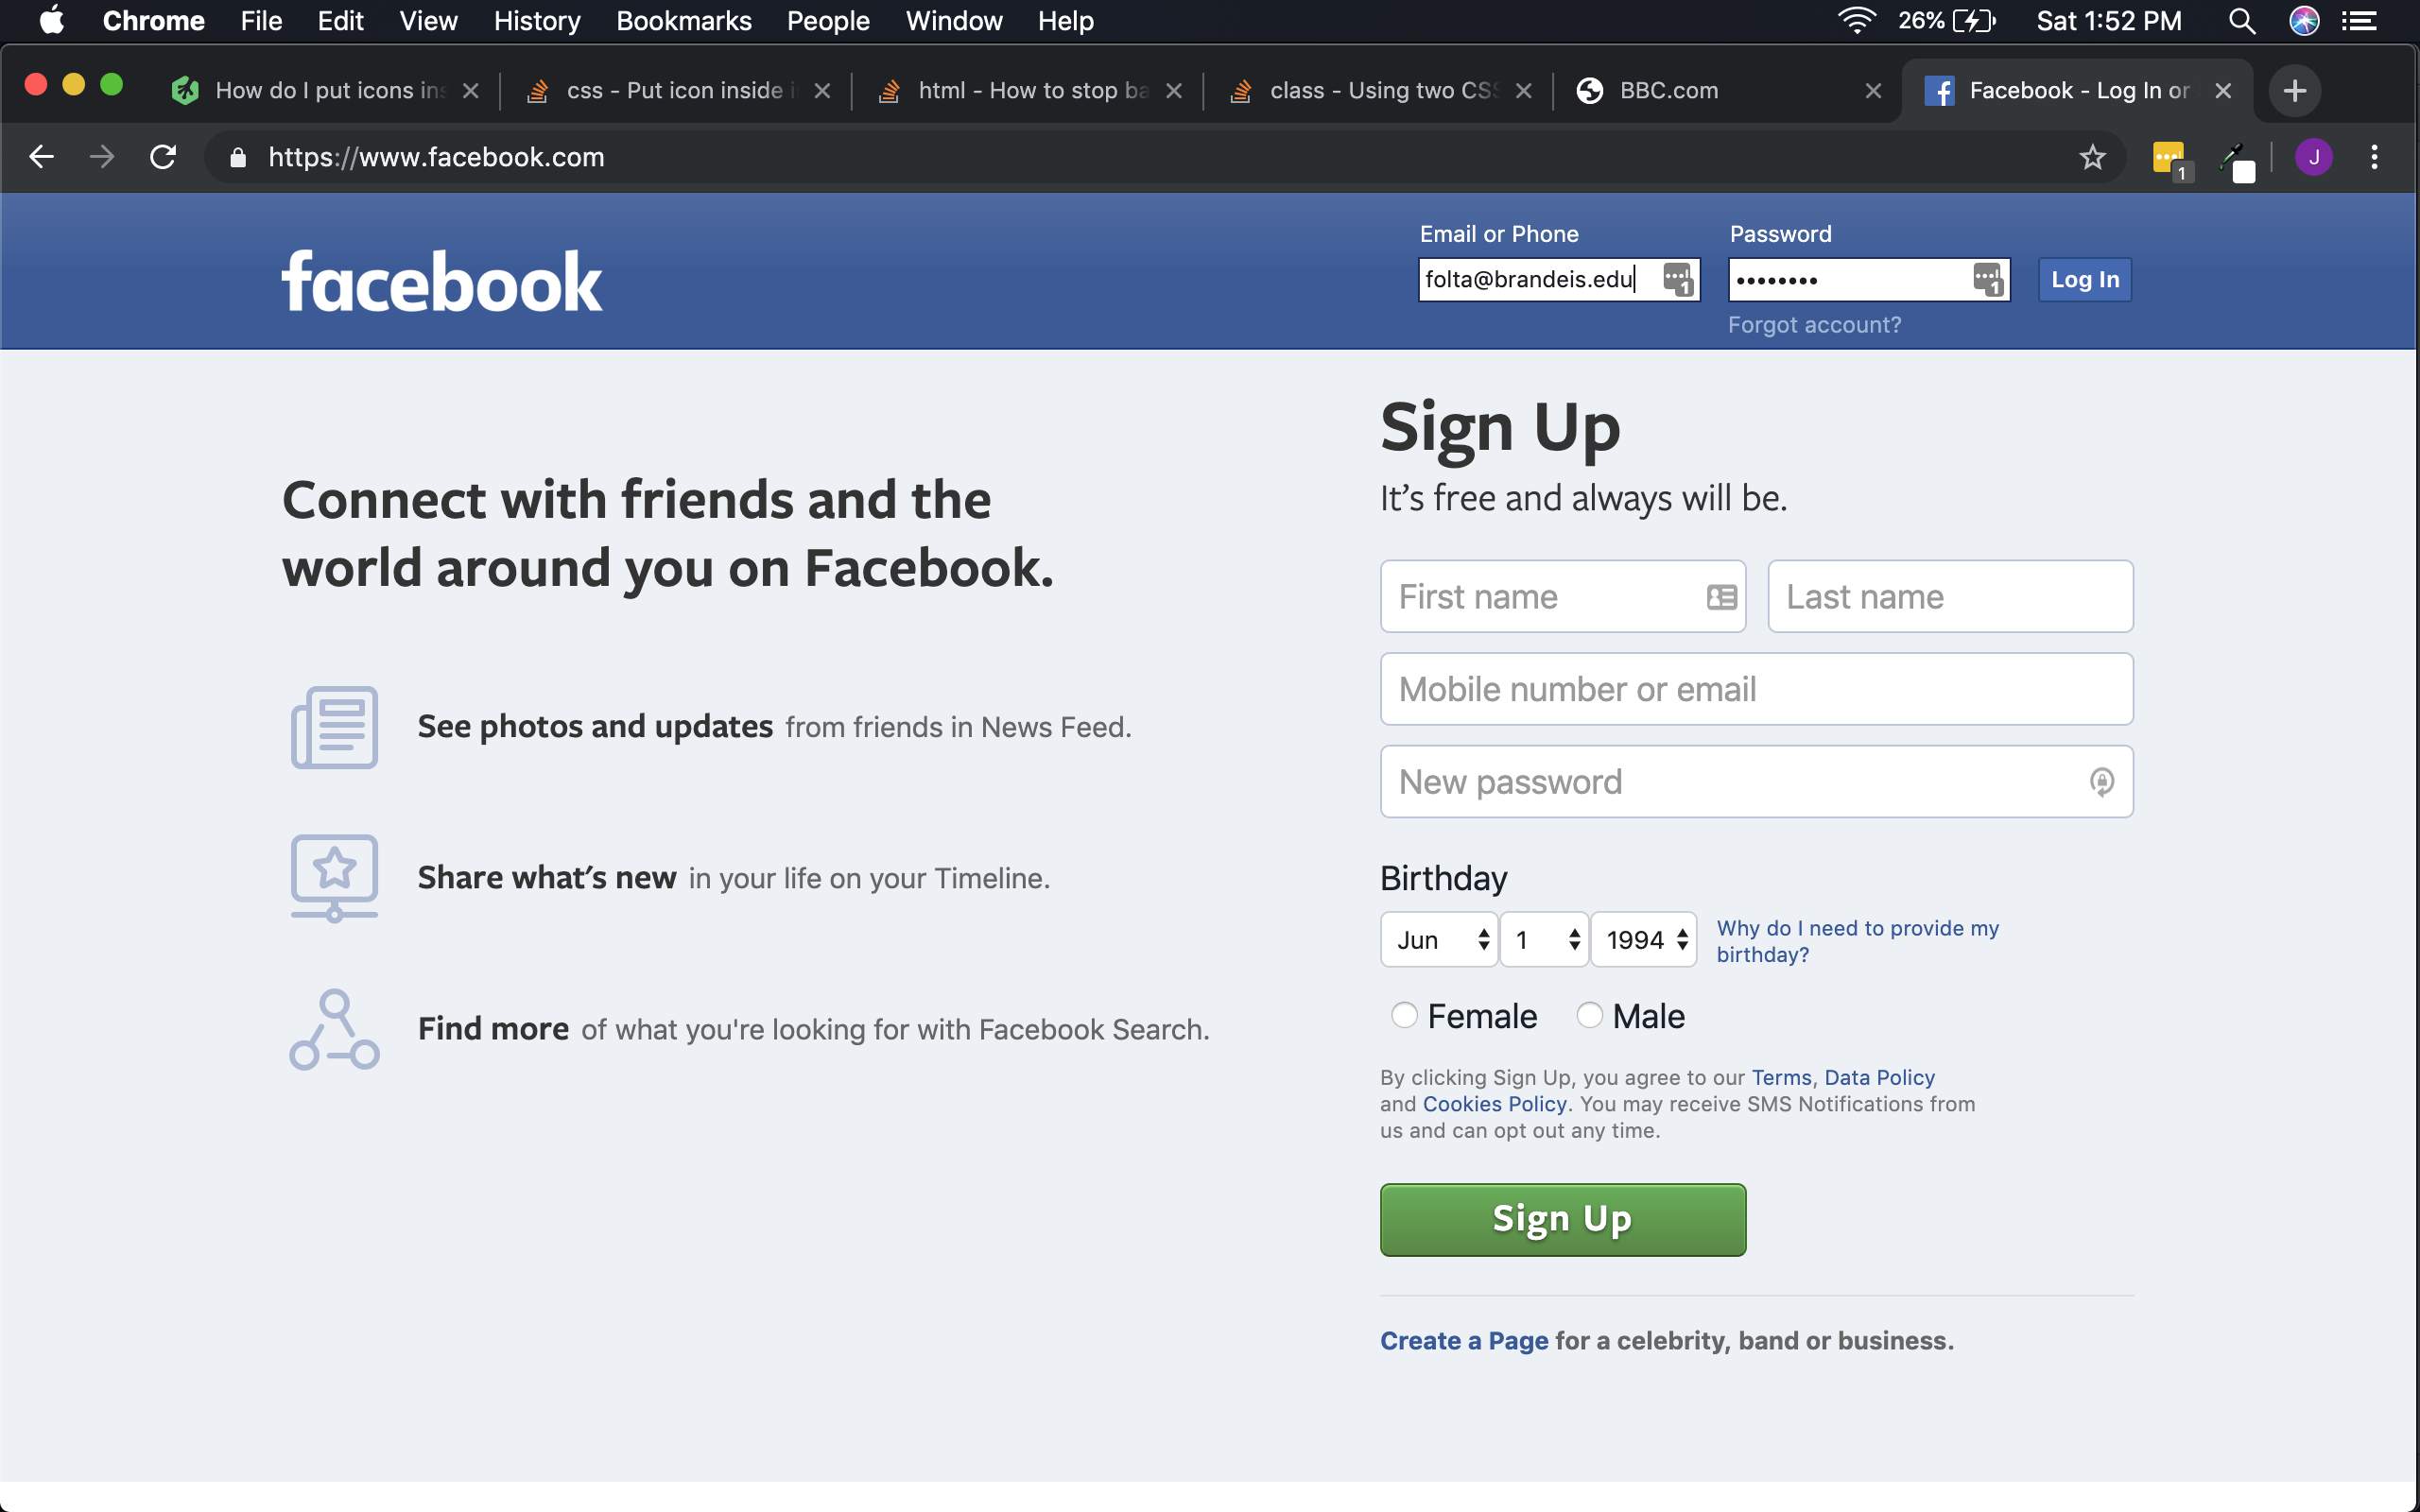 Chrome File Edit View History Bookmarks People Window Help 26% Sat 1:52 PM
How do I put icons ins css - Put icon inside i html - How to stop ba class - Using two CSS BBC.com Facebook - Log In or
https://www.facebook.com 1 J
facebook
Email or Phone Password
folta@brandeis.edu 1 •••••••• 1 Log In
Forgot account?
Connect with friends and the
world around you on Facebook.
See photos and updates from friends in News Feed.
Share what's new in your life on your Timeline.
Find more of what you're looking for with Facebook Search.
Sign Up
It's free and always will be.
First name Last name
Mobile number or email
New password
Birthday
Jun 1 1994 Why do I need to provide my
birthday?
Female Male
By clicking Sign Up, you agree to our Terms, Data Policy
and Cookies Policy. You may receive SMS Notifications from
us and can opt out any time.
Sign Up
Create a Page for a celebrity, band or business.